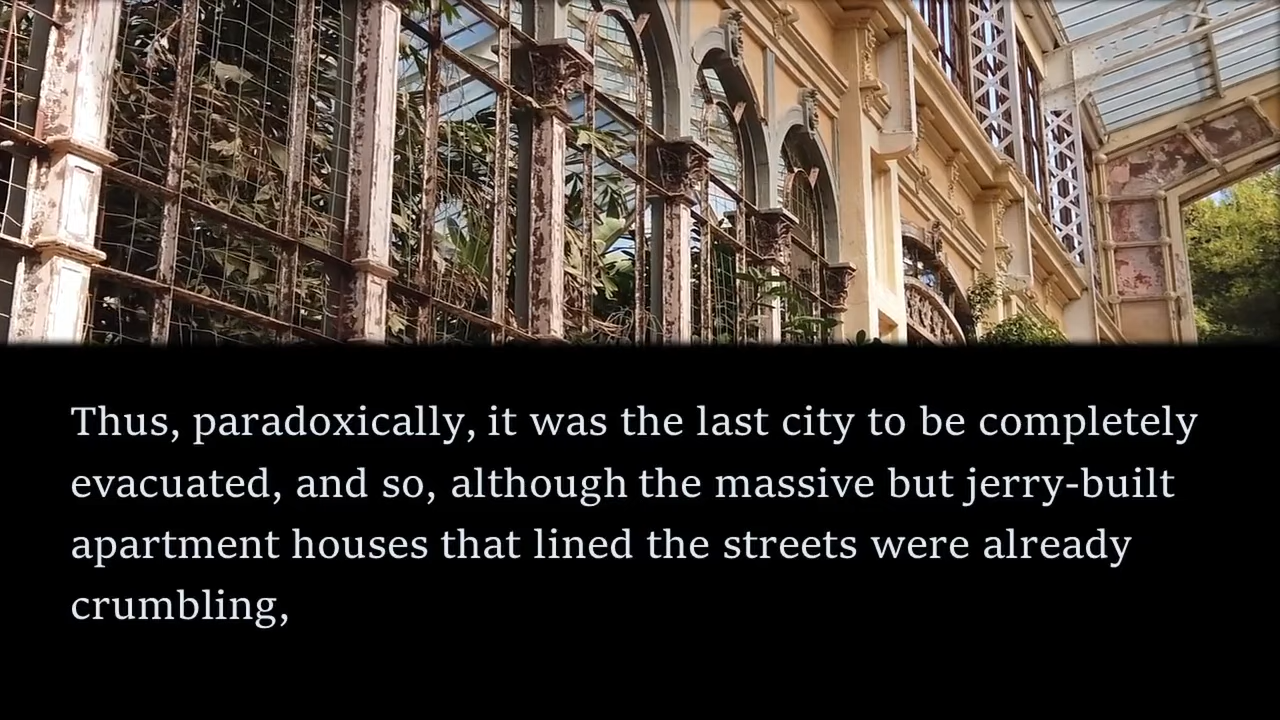 Thus, paradoxically, it was the last city to be completely
evacuated, and so, although the massive but jerry-built
apartment houses that lined the streets were already
crumbling,